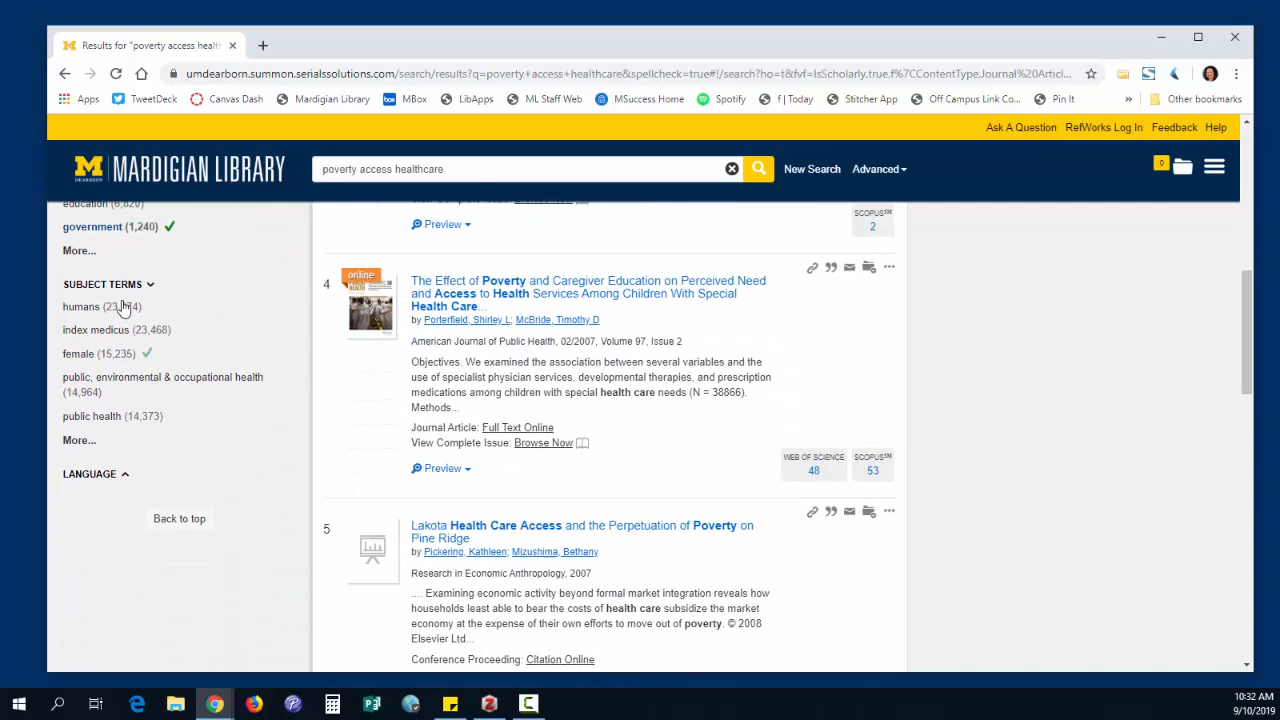 Results for "poverty access healt
umdearborn.summon.serialssolutions.com/search/results?q=poverty+access+healthcare&spellcheck=true#!/search?ho=t&fvf=IsScholarly,true,f%7CContentType,Journal%20Articl...
Apps TweetDeck Canvas Dash Mardigian Library MBox LibApps ML Staff Web MSuccess Home Spotify f | Today Stitcher App Off Campus Link Co... Pin It » Other bookmarks
Ask A Question RefWorks Log In Feedback Help
M DEARBORN MARDIGIAN LIBRARY poverty access healthcare New Search Advanced 0
education (6,820)
government (1,240)
More...
SUBJECT TERMS
humans
index medicus (23,468)
female (15,235)
public, environmental & occupational health
(14,964)
public health (14,373)
More...
LANGUAGE
Back to top
View Complete Issue: Browse Now
Preview
SCOPUS SM
2
4
online
The Effect of Poverty and Caregiver Education on Perceived Need
and Access to Health Services Among Children With Special
Health Care...
by Porterfield, Shirley L; McBride, Timothy D
American Journal of Public Health, 02/2007, Volume 97, Issue 2
Objectives. We examined the association between several variables and the
use of specialist physician services, developmental therapies, and prescription
medications among children with special health care needs (N = 38866).
Methods...
Journal Article: Full Text Online
View Complete Issue: Browse Now
Preview
WEB OF SCIENCE
48
SCOPUS SM
53
5
Lakota Health Care Access and the Perpetuation of Poverty on
Pine Ridge
by Pickering, Kathleen; Mizushima, Bethany
Research in Economic Anthropology, 2007
.... Examining economic activity beyond formal market integration reveals how
households least able to bear the costs of health care subsidize the market
economy at the expense of their own efforts to move out of poverty. © 2008
Elsevier Ltd...
Conference Proceeding: Citation Online
10:32 AM
9/10/2019